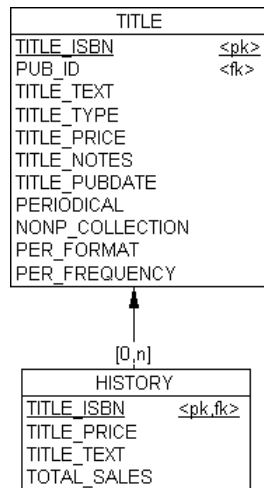 TITLE
TITLE_ISBN <pk>
PUB_ID <fk>
TITLE_TEXT
TITLE_TYPE
TITLE_PRICE
TITLE_NOTES
TITLE_PUBDATE
PERIODICAL
NONP_COLLECTION
PER_FORMAT
PER_FREQUENCY
[0,n]
HISTORY
TITLE_ISBN <pk,fk>
TITLE_PRICE
TITLE_TEXT
TOTAL_SALES